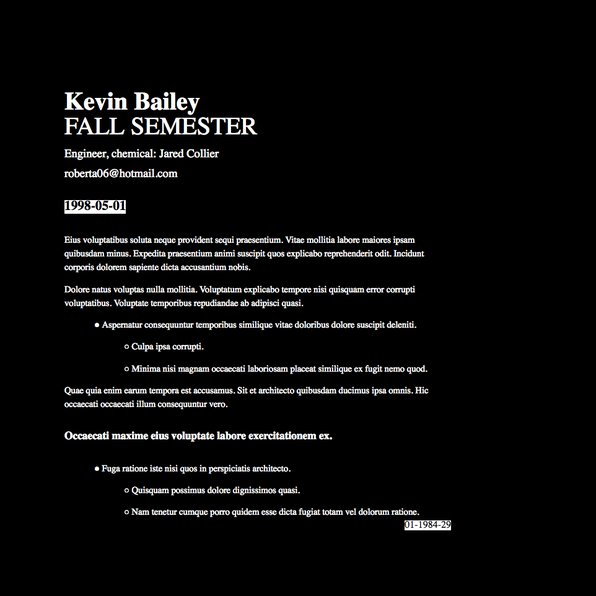 Kevin Bailey
FALL SEMESTER
Engineer, chemical: Jared Collier
roberta06@hotmail.com
1998-05-01
Eius voluptatibus soluta neque provident sequi praesentium. Vitae mollitia labore maiores ipsam
quibusdam minus. Expedita praesentium animi suscipit quos explicabo reprehenderit odit. Incidunt
corporis dolorem sapiente dicta accusantium nobis.
Dolore natus voluptas nulla mollitia. Voluptatum explicabo tempore nisi quisquam error corrupti
voluptatibus. Voluptate temporibus repudiandae ab adipisci quasi.
● Aspernatur consequuntur temporibus similique vitae doloribus dolore suscipit deleniti.
○ Culpa ipsa corrupti.
○ Minima nisi magnam occaecati laboriosam placeat similique ex fugit nemo quod.
Quae quia enim earum tempora est accusamus. Sit et architecto quibusdam ducimus ipsa omnis. Hic
occaecati occaecati illum consequuntur vero.
Occaecati maxime eius voluptate labore exercitationem ex.
● Fuga ratione iste nisi quos in perspiciatis architecto.
○ Quisquam possimus dolore dignissimos quasi.
○ Nam tenetur cumque porro quidem esse dicta fugiat totam vel dolorum ratione.
01-1984-29